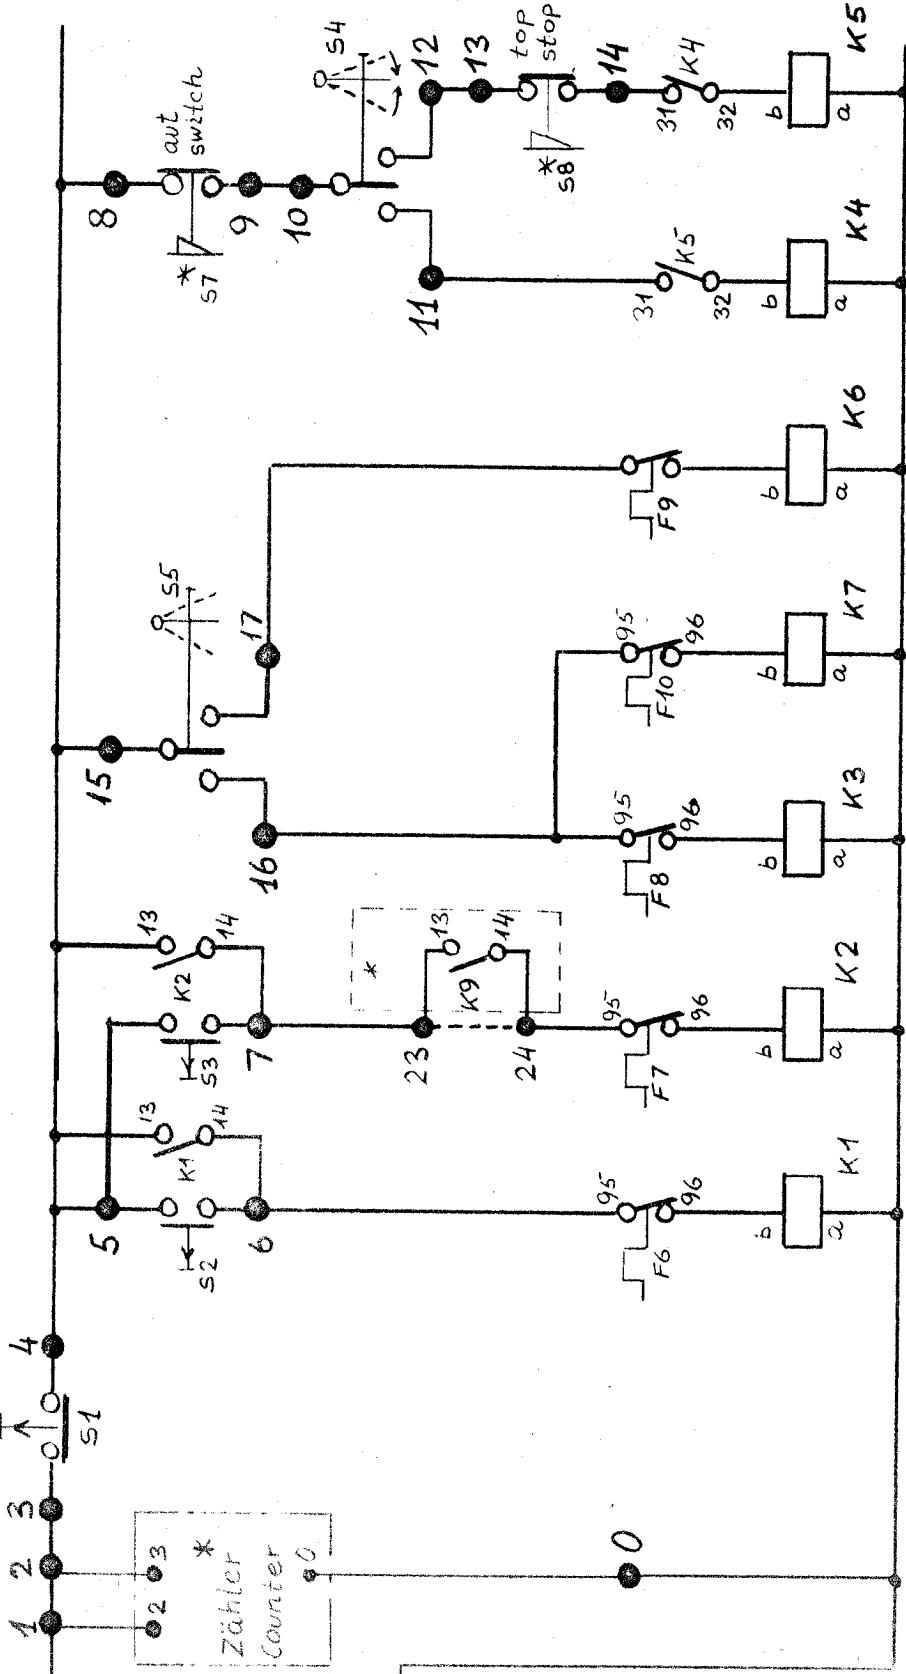 1
2
3
4
S1
2
3
*
Zähler
Counter
0
0
5
S2
6
K1
13
14
S3
7
K2
13
14
23
24
*
K9
13
14
F6
95
96
F7
95
96
b
a
K1
b
a
K2
15
S5
16
17
F8
95
96
F10
95
96
F9
b
a
K3
b
a
K7
b
a
K6
8
aut
switch
*
S7
9
10
S4
11
12
13
top
stop
*
S8
14
31
K5
32
31
K4
32
b
a
K4
b
a
K5